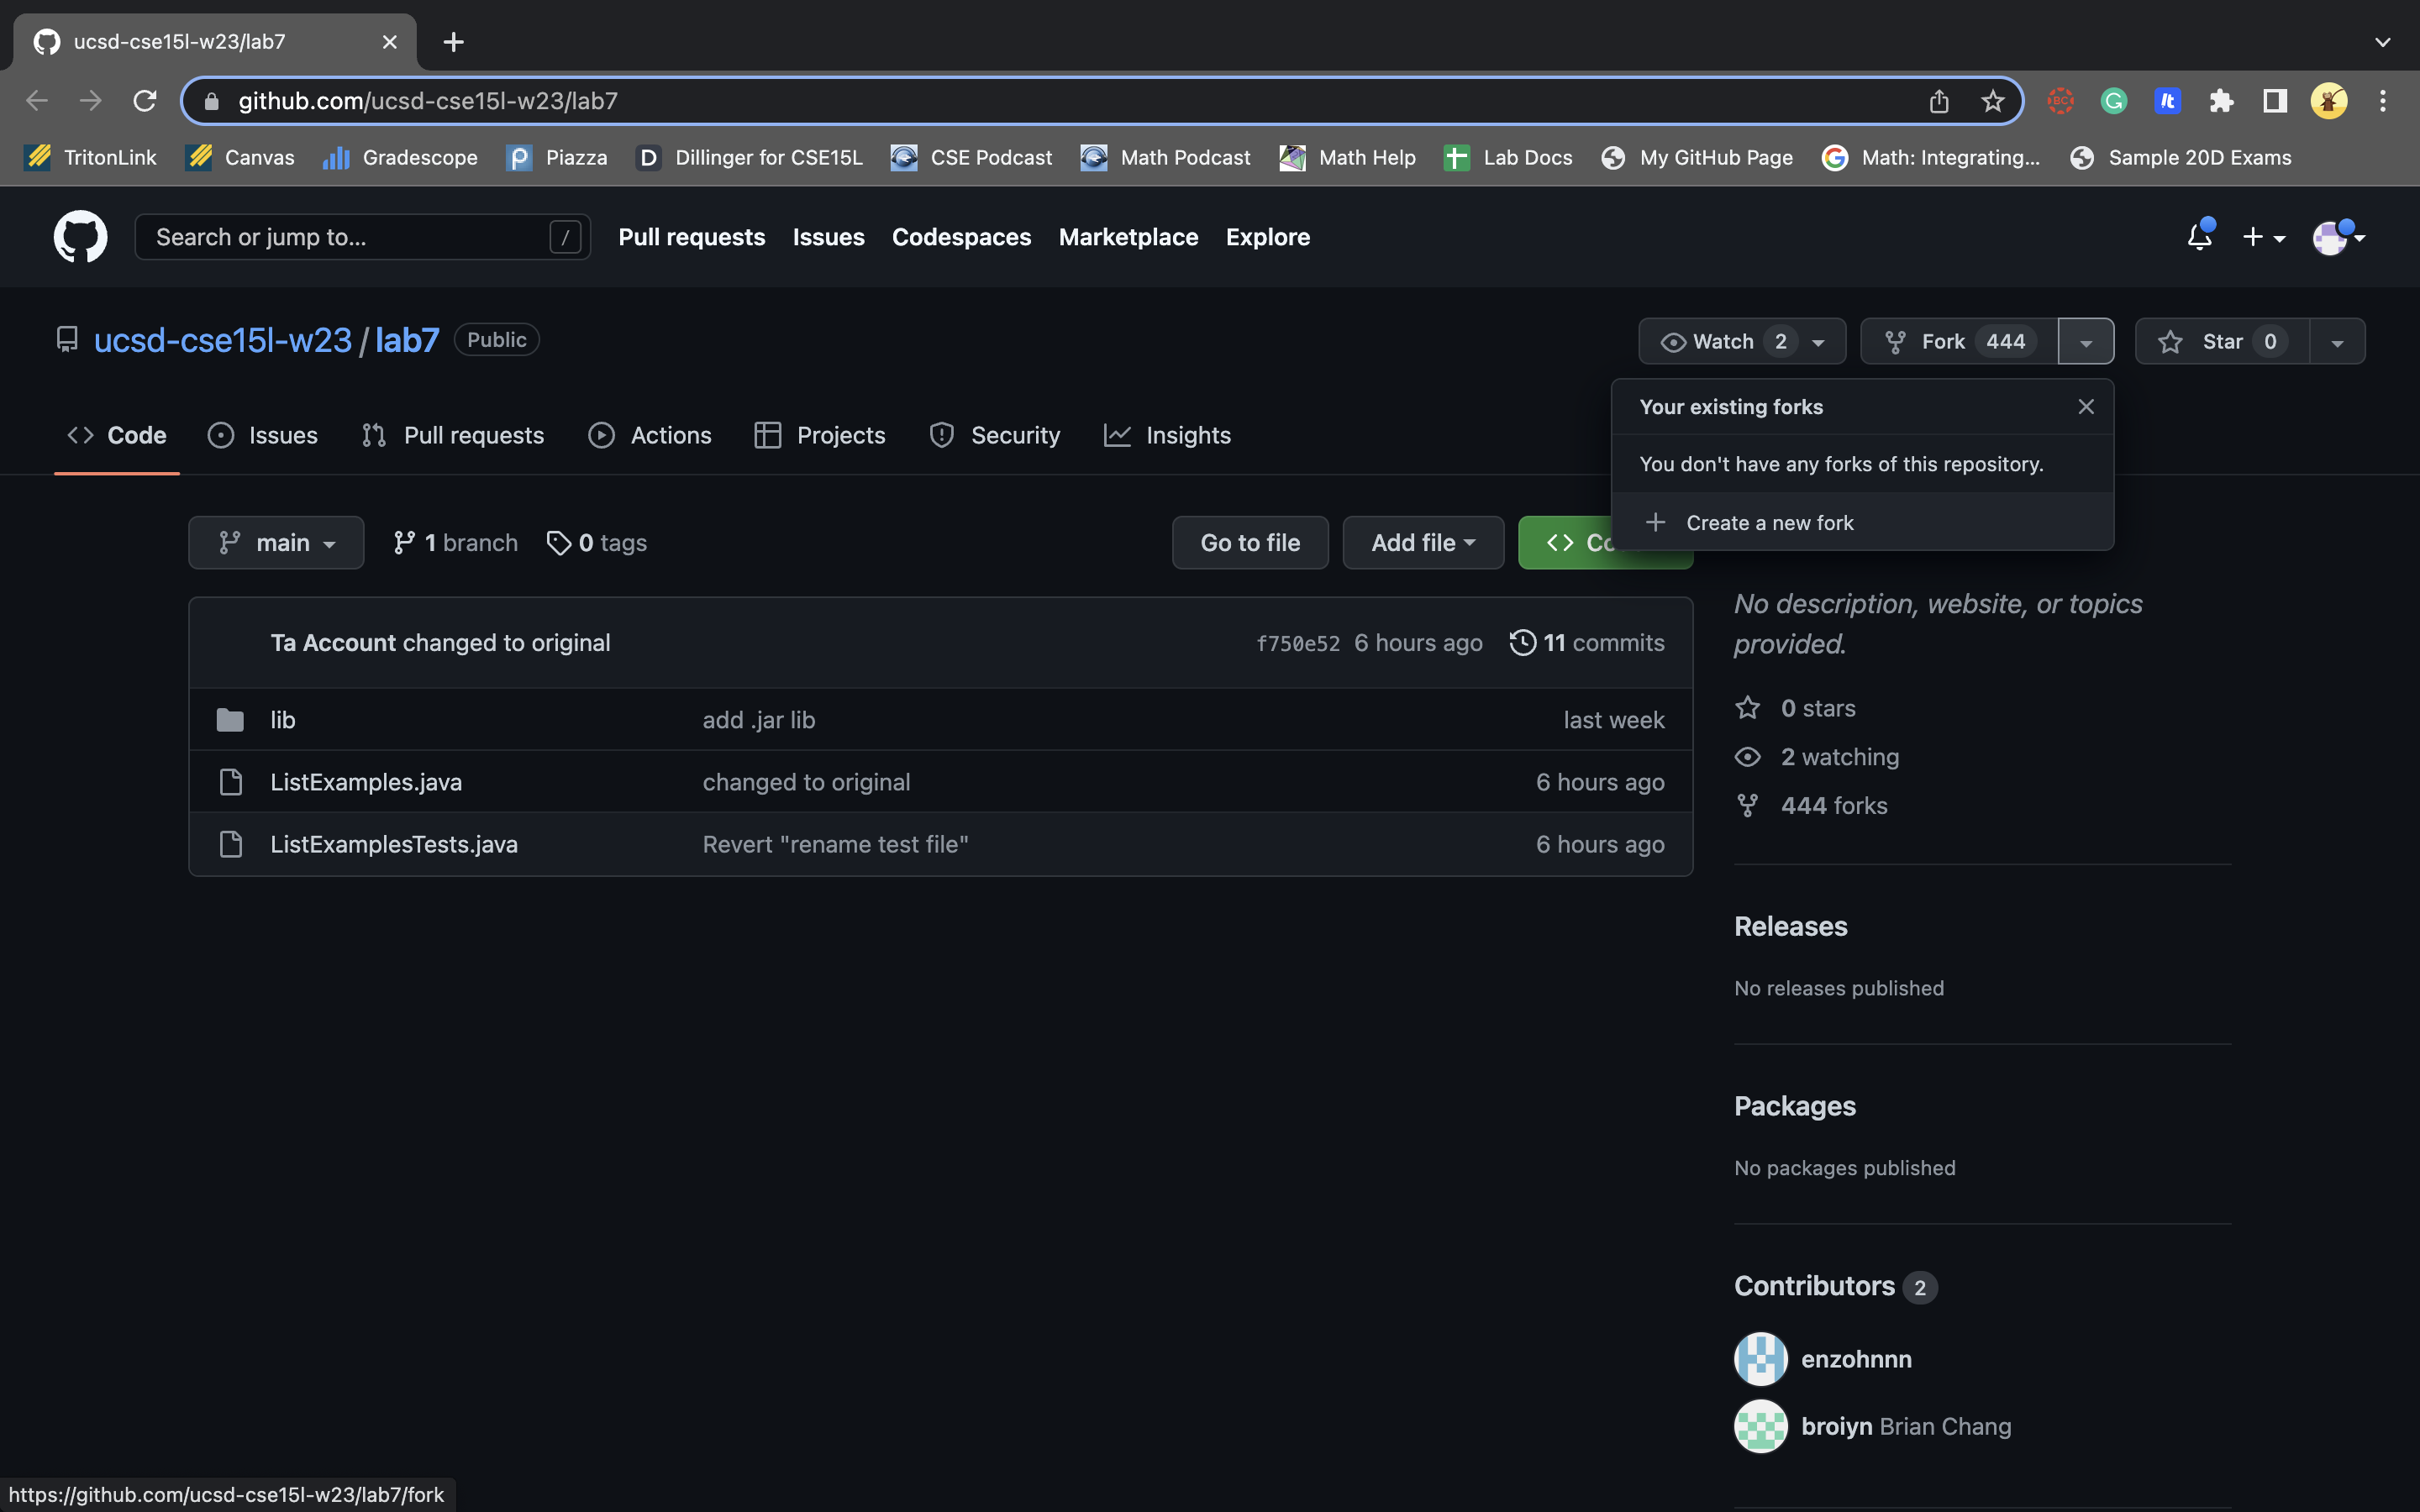 ucsd-cse15l-w23/lab7
github.com/ucsd-cse15l-w23/lab7
TritonLink Canvas Gradescope Piazza Dillinger for CSE15L CSE Podcast Math Podcast Math Help Lab Docs My GitHub Page Math: Integrating... Sample 20D Exams
Search or jump to... / Pull requests Issues Codespaces Marketplace Explore
ucsd-cse15l-w23 / lab7 Public
Watch 2 Fork 444 Star 0
Code Issues Pull requests Actions Projects Security Insights
Your existing forks
You don't have any forks of this repository.
Create a new fork
main 1 branch 0 tags Go to file Add file
Ta Account changed to original f750e52 6 hours ago 11 commits
lib add .jar lib last week
ListExamples.java changed to original 6 hours ago
ListExamplesTests.java Revert "rename test file" 6 hours ago
No description, website, or topics
provided.
0 stars
2 watching
444 forks
Releases
No releases published
Packages
No packages published
Contributors 2
enzohnnn
broiyn Brian Chang
https://github.com/ucsd-cse15l-w23/lab7/fork